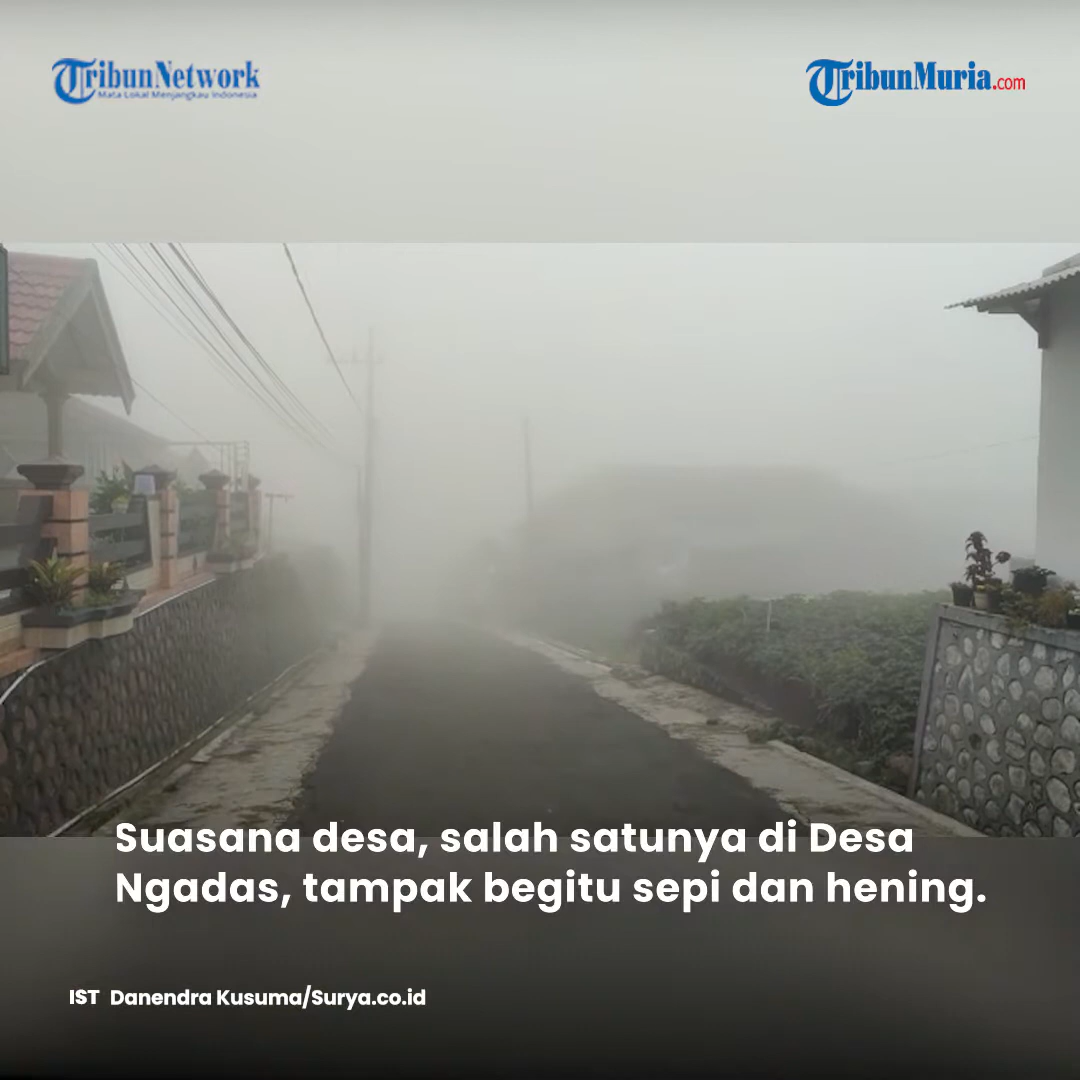 TribunNetwork
Mata Lokal Menjangkau Indonesia
TribunMuria.com
Suasana desa, salah satunya di Desa
Ngadas, tampak begitu sepi dan hening.
IST Danendra Kusuma/Surya.co.id